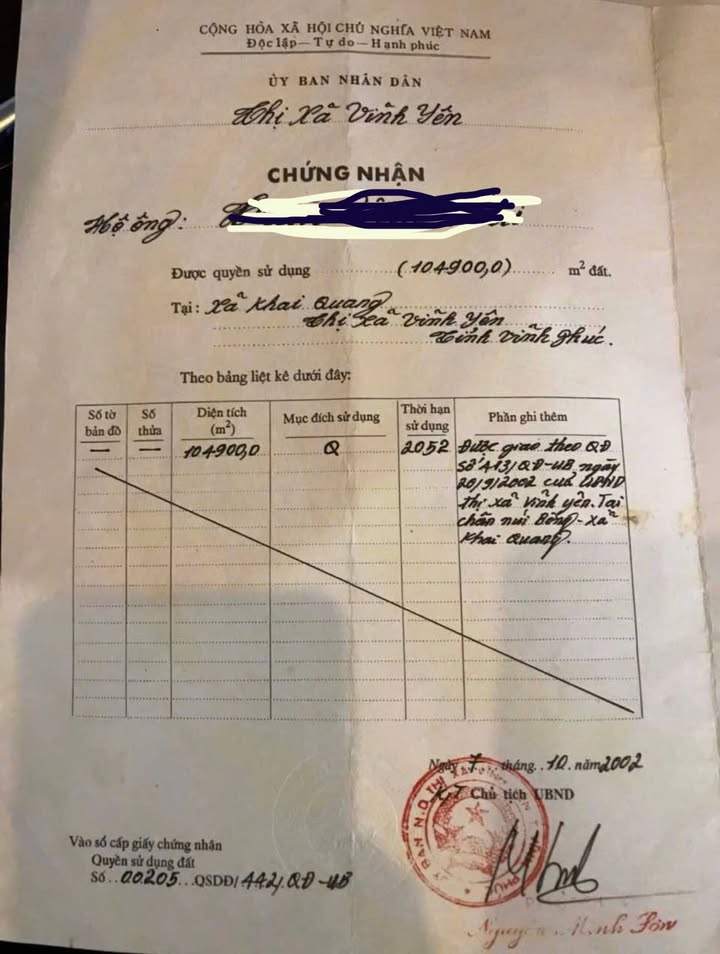 CỘNG HÒA XÃ HỘI CHỦ NGHĨA VIỆT NAM
Độc lập — Tự do — Hạnh phúc
ỦY BAN NHÂN DÂN
Thị Xã Vĩnh Yên
CHỨNG NHẬN
Hộ ông:
Được quyền sử dụng (104900,0) m² đất.
Tại: Xã Khai Quang
Thị Xã Vĩnh Yên
Tỉnh Vĩnh Phúc.
Theo bảng liệt kê dưới đây:
Số tờ bản đồ
Số thửa
Diện tích (m²)
Mục đích sử dụng
Thời hạn sử dụng
Phần ghi thêm
—
—
104900,0
Q
2052
Được giao theo QĐ
số 413/QĐ-UB ngày
20/9/2002 của UBND
thị xã Vĩnh Yên. Tại
chân núi Bông - xã
Khai Quang.
Ngày 7 tháng 10 năm 2002
KT Chủ tịch UBND
Vào sổ cấp giấy chứng nhận
Quyền sử dụng đất
Số 00205 QSDĐ/ 442/QĐ-UB
BAN N.D THỊ XÃ
Nguyễn Minh